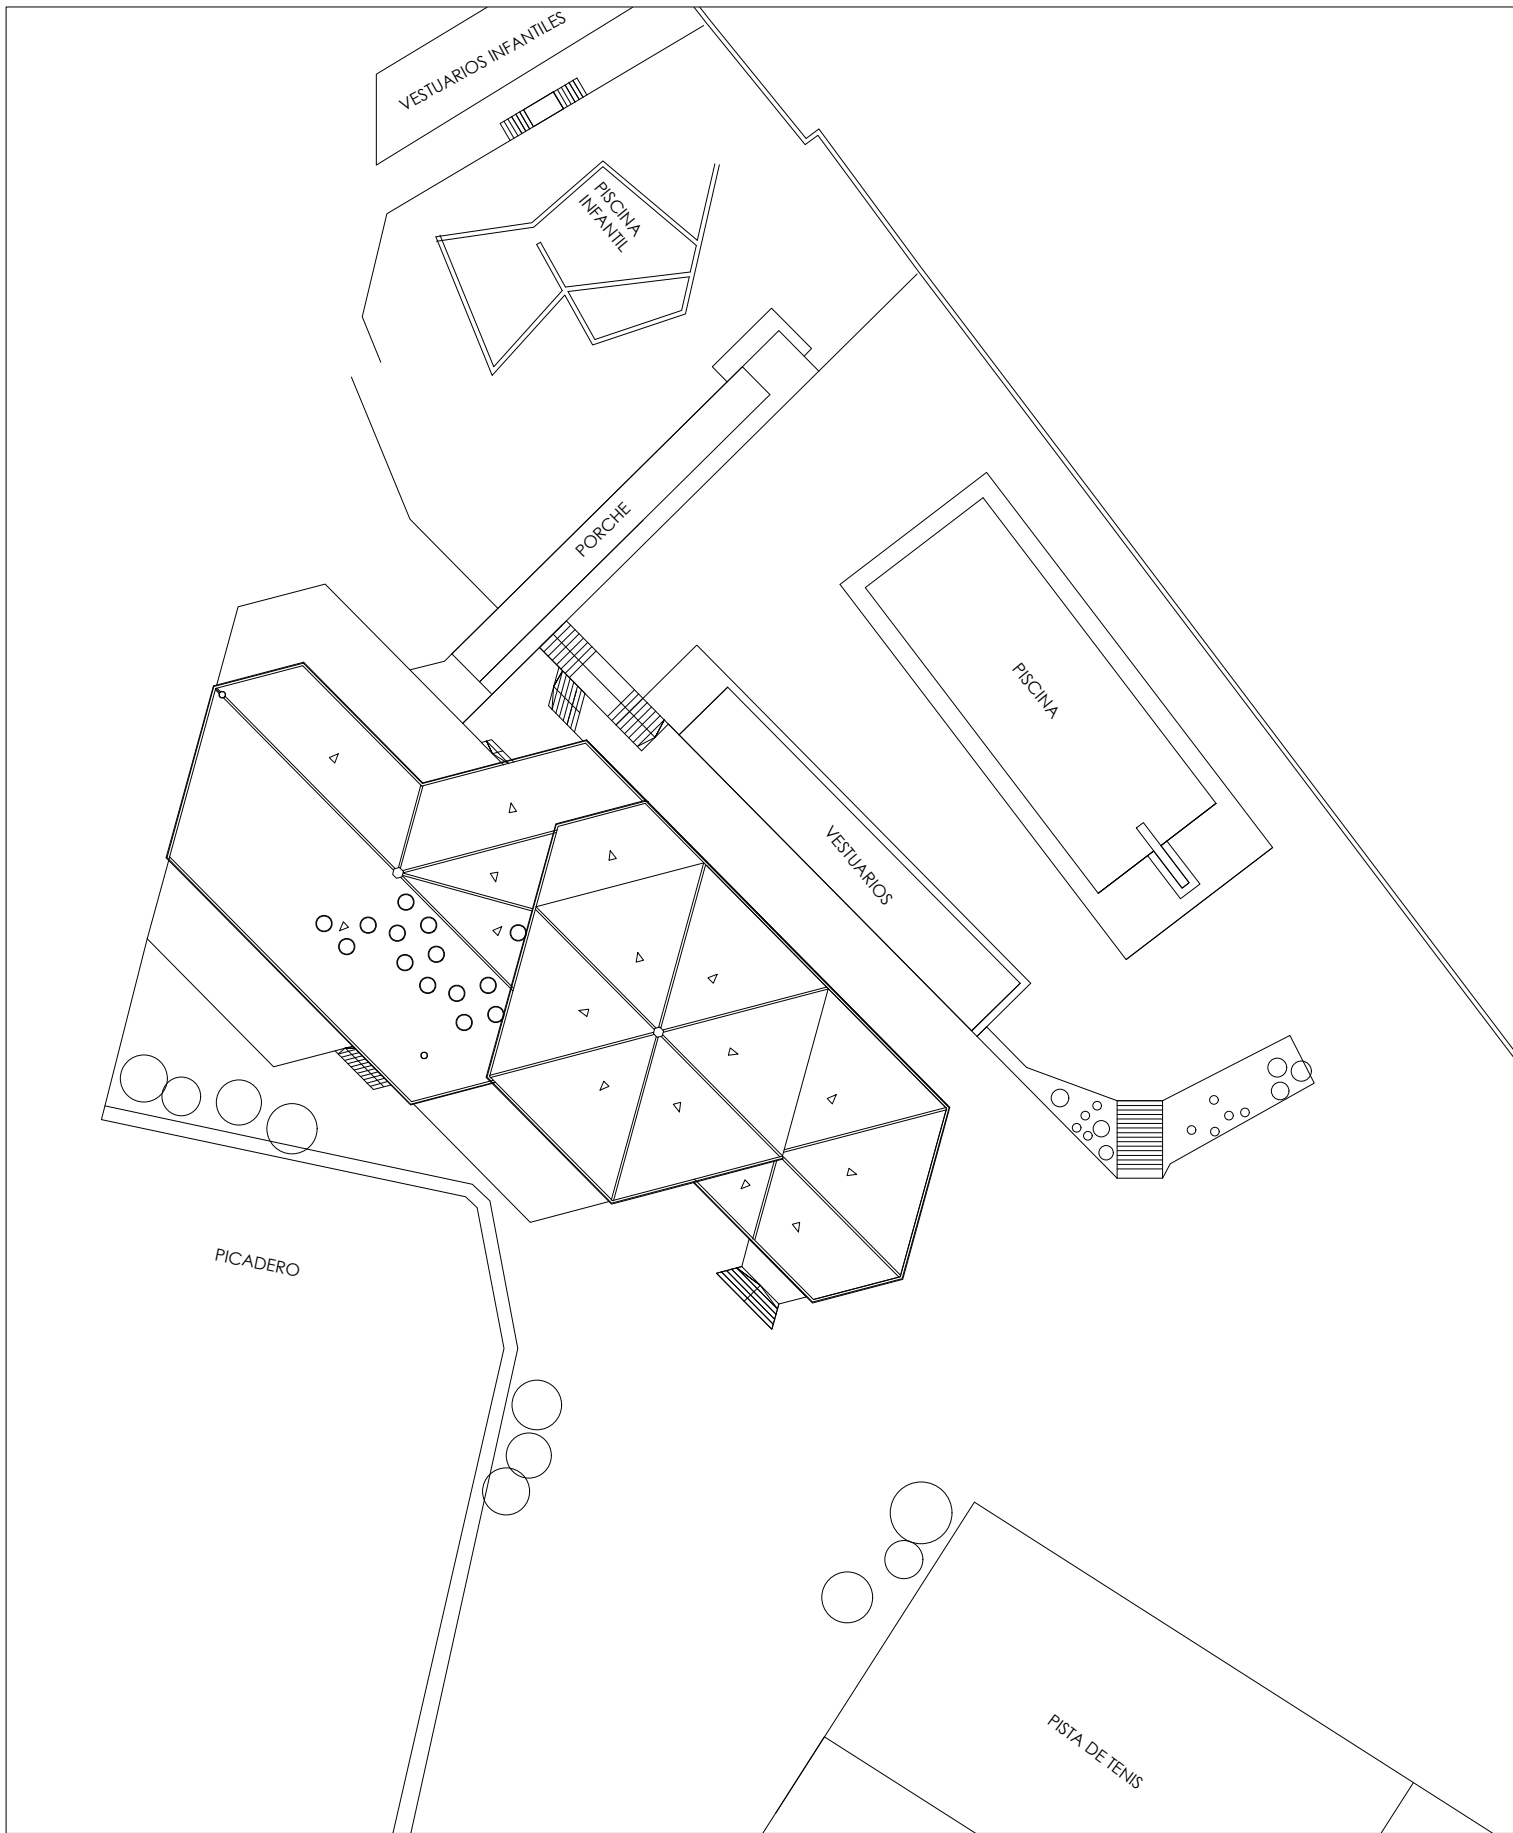 VESTUARIOS INFANTILES
PISCINA
INFANTIL
PORCHE
PISCINA
VESTUARIOS
PICADERO
PISTA DE TENIS